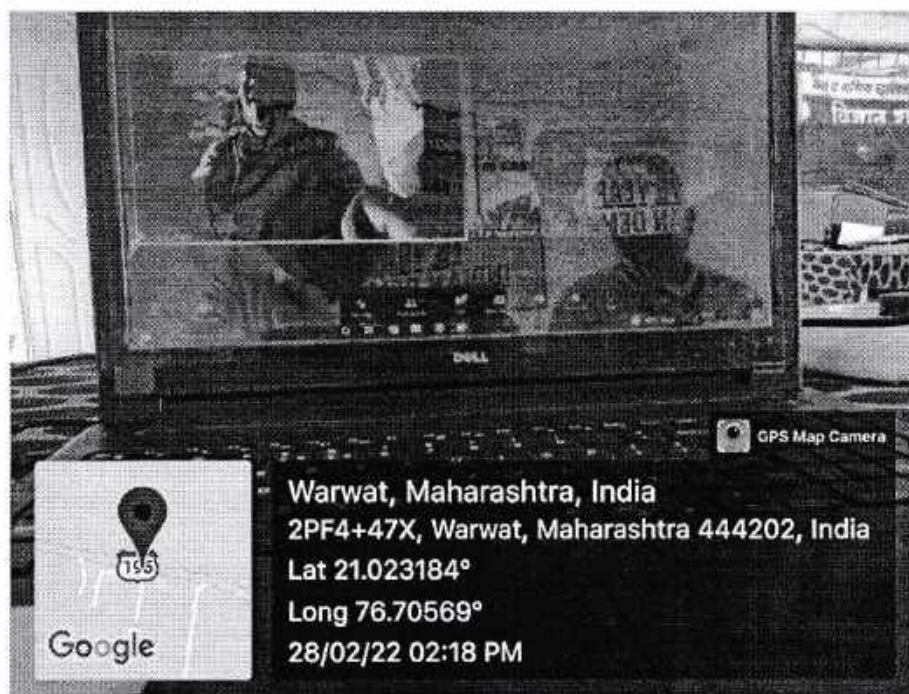 DELL
GPS Map Camera
Warwat, Maharashtra, India
2PF4+47X, Warwat, Maharashtra 444202, India
Lat 21.023184°
Long 76.70569°
28/02/22 02:18 PM
195
Google